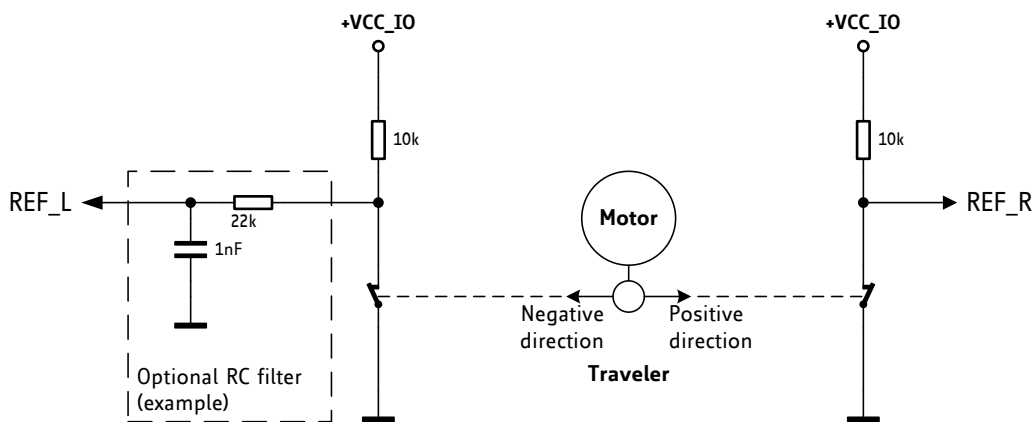 +VCC_IO
+VCC_IO
10k
10k
REF_L
22k
REF_R
Motor
1nF
Negative
direction
Positive
direction
Traveler
Optional RC filter
(example)